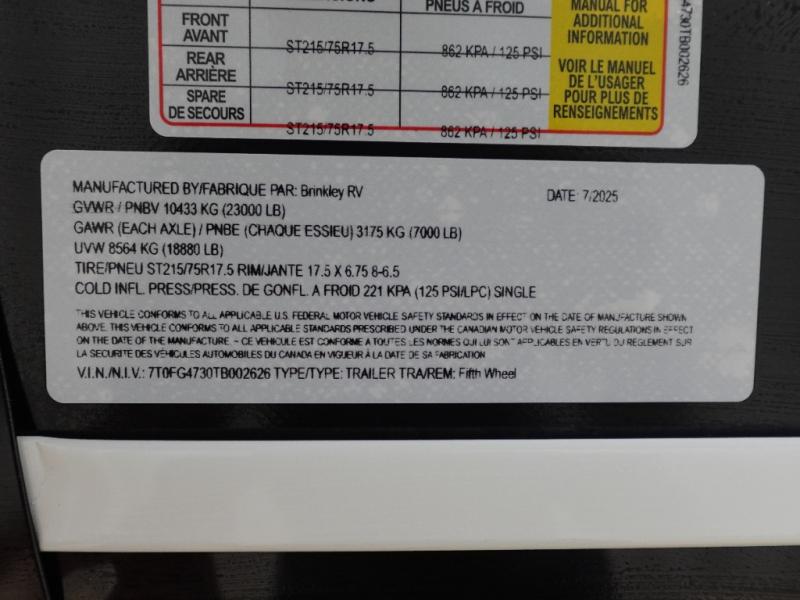 PNEUS À FROID
MANUAL FOR
ADDITIONAL
INFORMATION
FRONT
AVANT
ST215/75R17.5
862 KPA / 125 PSI
REAR
ARRIÈRE
ST215/75R17.5
862 KPA / 125 PSI
SPARE
DE SECOURS
ST215/75R17.5
862 KPA / 125 PSI
VOIR LE MANUEL
DE L'USAGER
POUR PLUS DE
RENSEIGNEMENTS
4730TB002626
MANUFACTURED BY/FABRIQUE PAR: Brinkley RV
DATE: 7/2025
GVWR / PNBV 10433 KG (23000 LB)
GAWR (EACH AXLE) / PNBE (CHAQUE ESSIEU) 3175 KG (7000 LB)
UVW 8564 KG (18880 LB)
TIRE/PNEU ST215/75R17.5 RIM/JANTE 17.5 X 6.75 8-6.5
COLD INFL. PRESS/PRESS. DE GONFL. A FROID 221 KPA (125 PSI/LPC) SINGLE
THIS VEHICLE CONFORMS TO ALL APPLICABLE U.S. FEDERAL MOTOR VEHICLE SAFETY STANDARDS IN EFFECT ON THE DATE OF MANUFACTURE SHOWN
ABOVE. THIS VEHICLE CONFORMS TO ALL APPLICABLE STANDARDS PRESCRIBED UNDER THE CANADIAN MOTOR VEHICLE SAFETY REGULATIONS IN EFFECT
ON THE DATE OF THE MANUFACTURE. – CE VEHICULE EST CONFORME A TOUTES LES NORMES QUI LUI SONT APPLICABLES EN VERTU DU REGLEMENT SUR
LA SECURITE DES VÉHICULES AUTOMOBILES DU CANADA EN VIGUEUR À LA DATE DE SA FABRICATION
V.I.N./N.I.V.: 7T0FG4730TB002626 TYPE/TYPE: TRAILER TRA/REM: Fifth Wheel